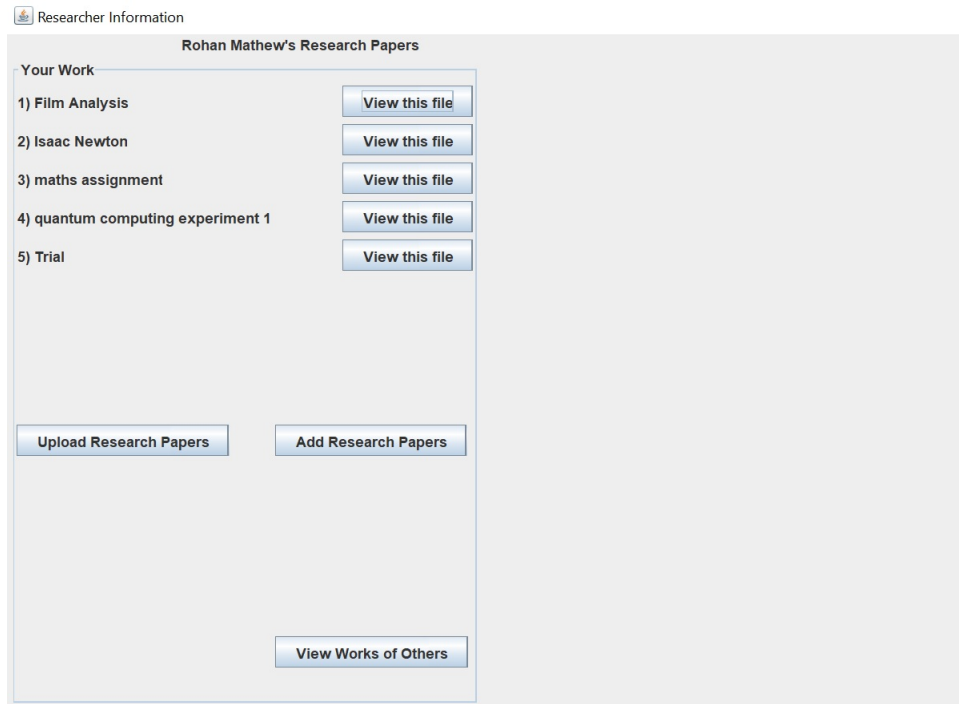 Researcher Information
Rohan Mathew's Research Papers
Your Work
1) Film Analysis View this file
2) Isaac Newton View this file
3) maths assignment View this file
4) quantum computing experiment 1 View this file
5) Trial View this file
Upload Research Papers Add Research Papers
View Works of Others